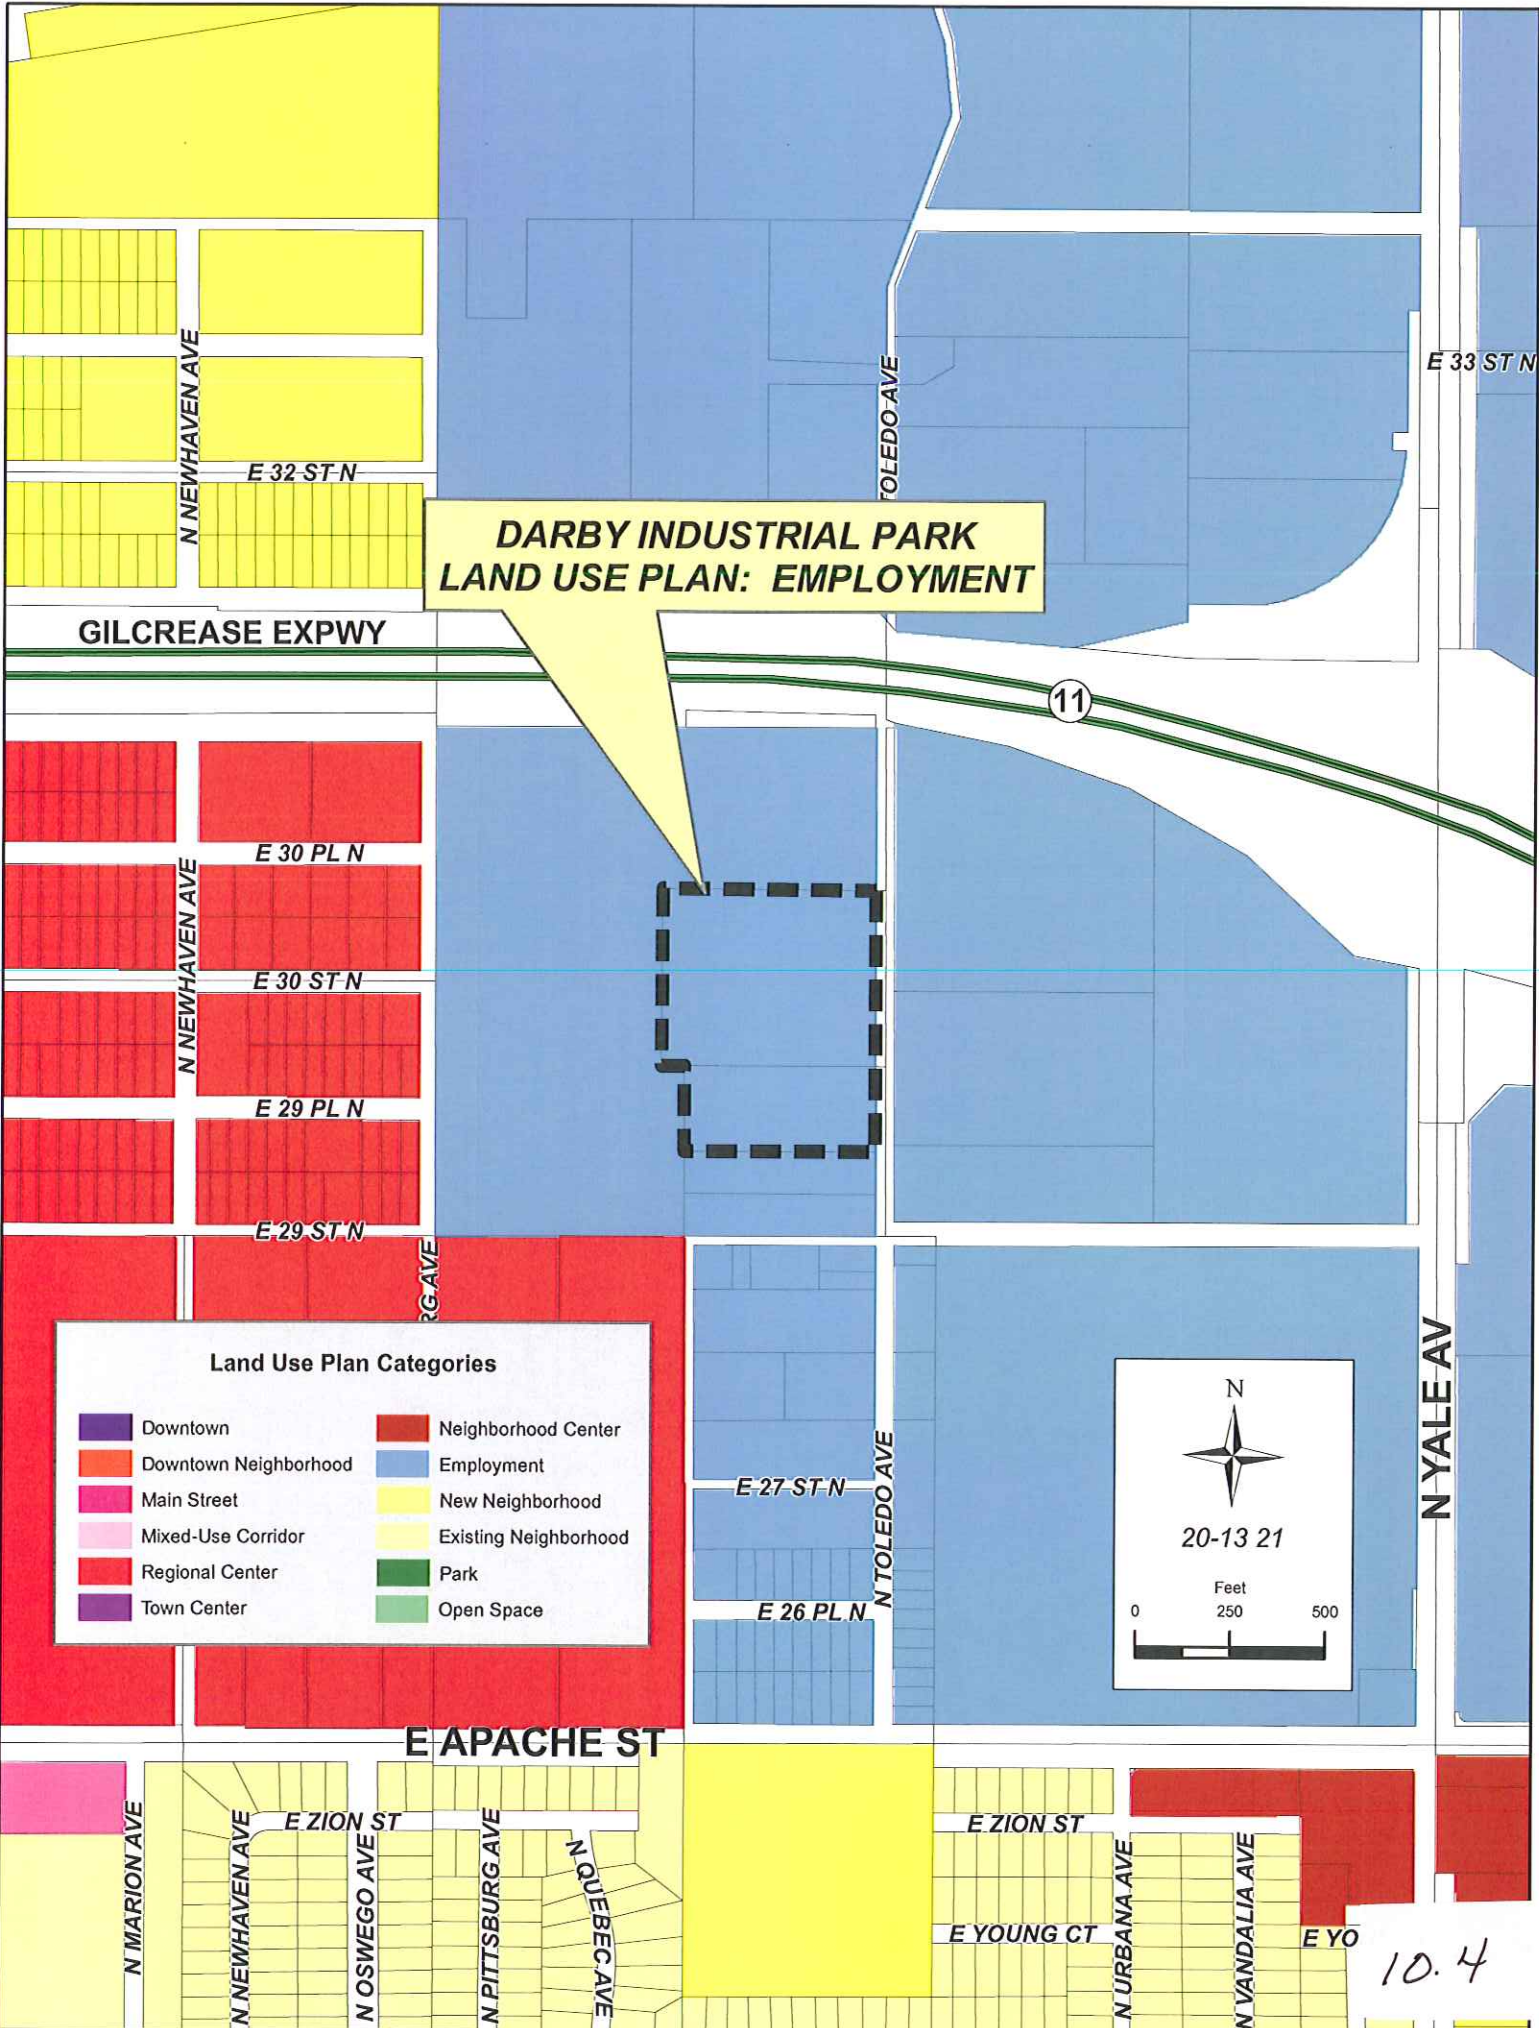 N NEWHAVEN AVE
E 32 ST N
TOLEDO AVE
E 33 ST N
DARBY INDUSTRIAL PARK
LAND USE PLAN: EMPLOYMENT
GILCREASE EXPWY
11
E 30 PL N
N NEWHAVEN AVE
E 30 ST N
E 29 PL N
E 29 ST N
RG AVE
Land Use Plan Categories
Downtown
Downtown Neighborhood
Main Street
Mixed-Use Corridor
Regional Center
Town Center
Neighborhood Center
Employment
New Neighborhood
Existing Neighborhood
Park
Open Space
E 27 ST N
N TOLEDO AVE
E 26 PL N
N
20-13 21
Feet
0 250 500
N YALE AV
E APACHE ST
N MARION AVE
N NEWHAVEN AVE
E ZION ST
N OSWEGO AVE
N PITTSBURG AVE
N QUEBEC AVE
E ZION ST
E YOUNG CT
N URBANA AVE
N VANDALIA AVE
E YO
10.4